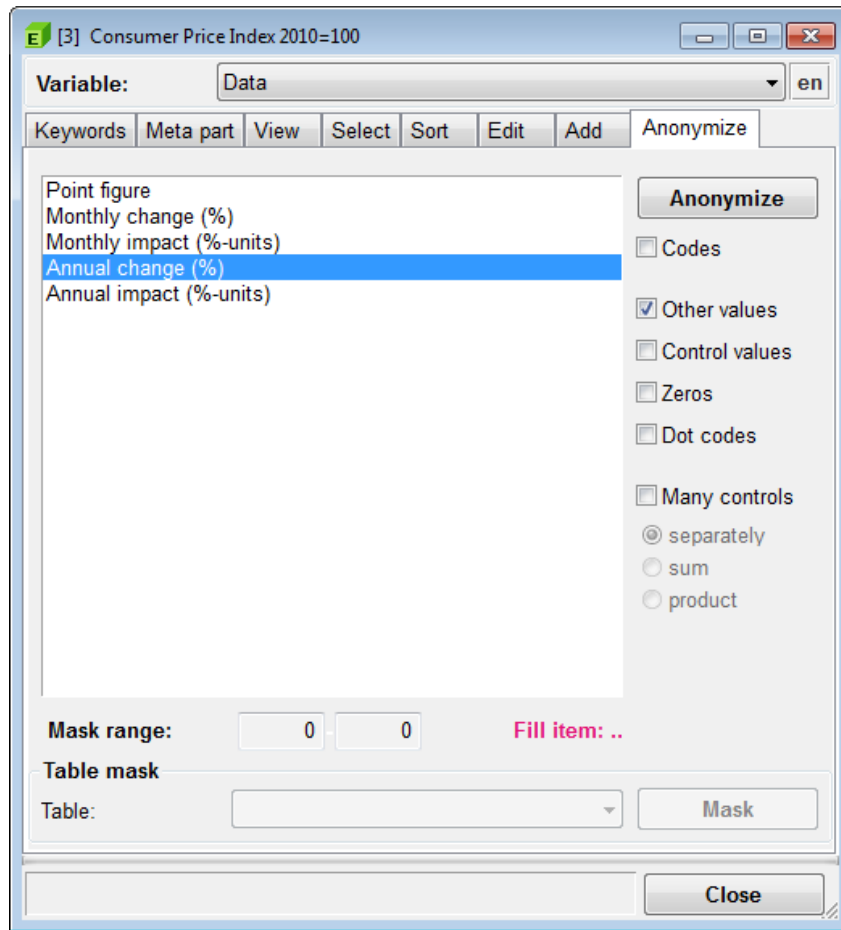 E [3] Consumer Price Index 2010=100
Variable: Data en
Keywords Meta part View Select Sort Edit Add Anonymize
Point figure
Monthly change (%)
Monthly impact (%-units)
Annual change (%)
Annual impact (%-units)
Anonymize
Codes
Other values
Control values
Zeros
Dot codes
Many controls
separately
sum
product
Mask range: 0 - 0 Fill item: ..
Table mask
Table: Mask
Close